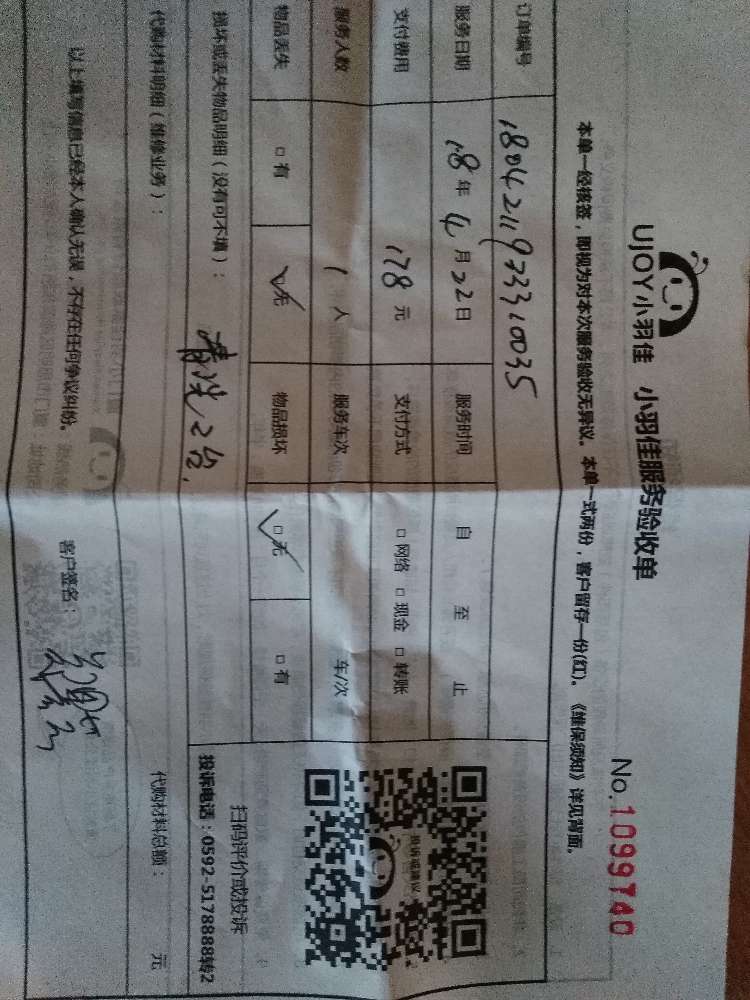 UJOY小羽佳 小羽佳服务验收单
No.1099740
本单一经核签，即视为对本次服务验收无异议。本单一式两份，客户留存一份(红)。《维保须知》详见背面。
订单编号
服务日期 18年4月22日 服务时间 自 至 止
支付费用 178元 支付方式 □网络 □现金 □转账
服务人数 1人 服务车次 车/次
物品丢失 □有 □无 物品损坏 □无 □有
损坏或丢失物品明细（没有可不填）：
清洗2台.
投诉或建议
扫码评价或投诉
投诉电话：0592-5178888转2
代购材料明细（维修业务）： 代购材料总额： 元
以上填写信息已经本人确认无误，不存在任何争议纠纷。 客户签名：